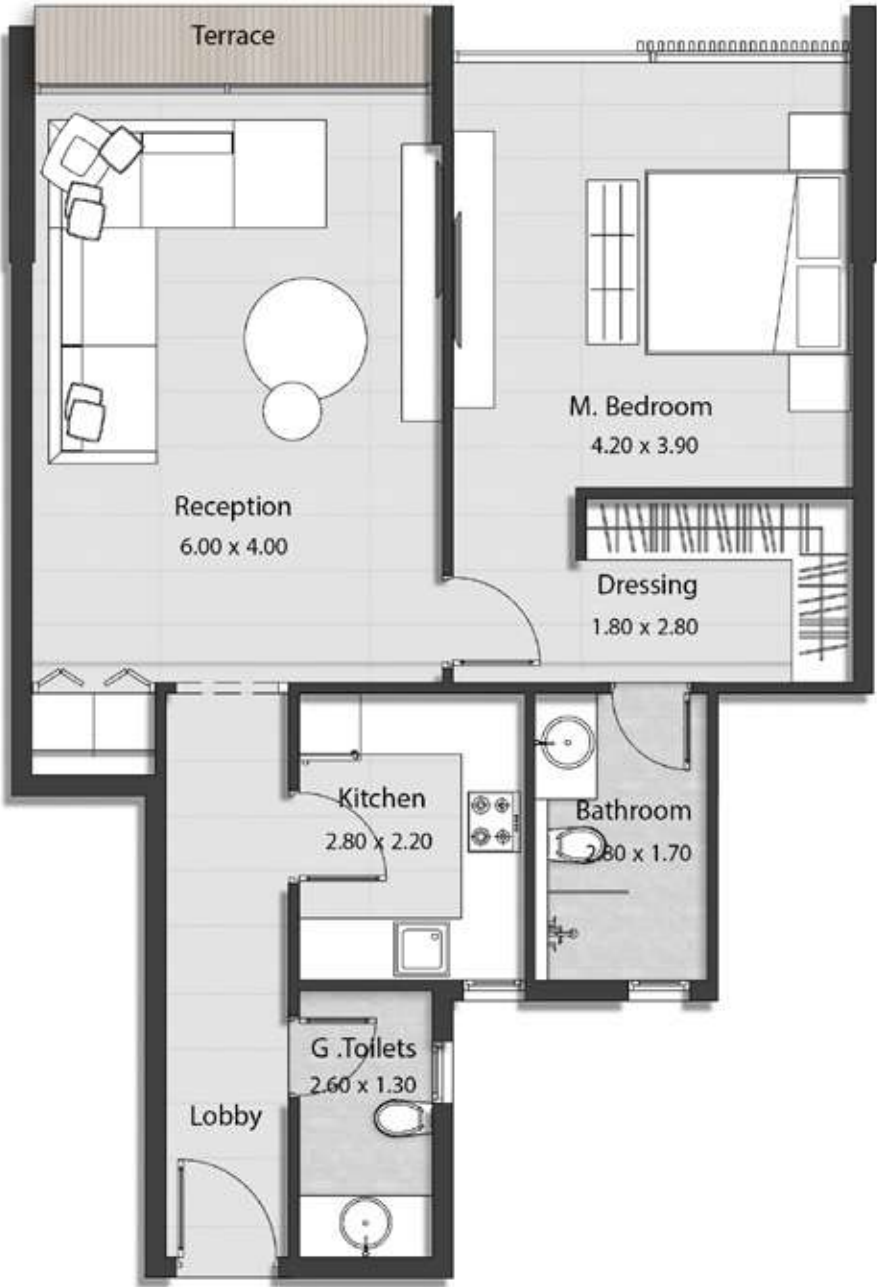 Terrace
M. Bedroom
4.20 x 3.90
Reception
6.00 x 4.00
Dressing
1.80 x 2.80
Kitchen
2.80 x 2.20
Bathroom
2.80 x 1.70
G .Toilets
2.60 x 1.30
Lobby